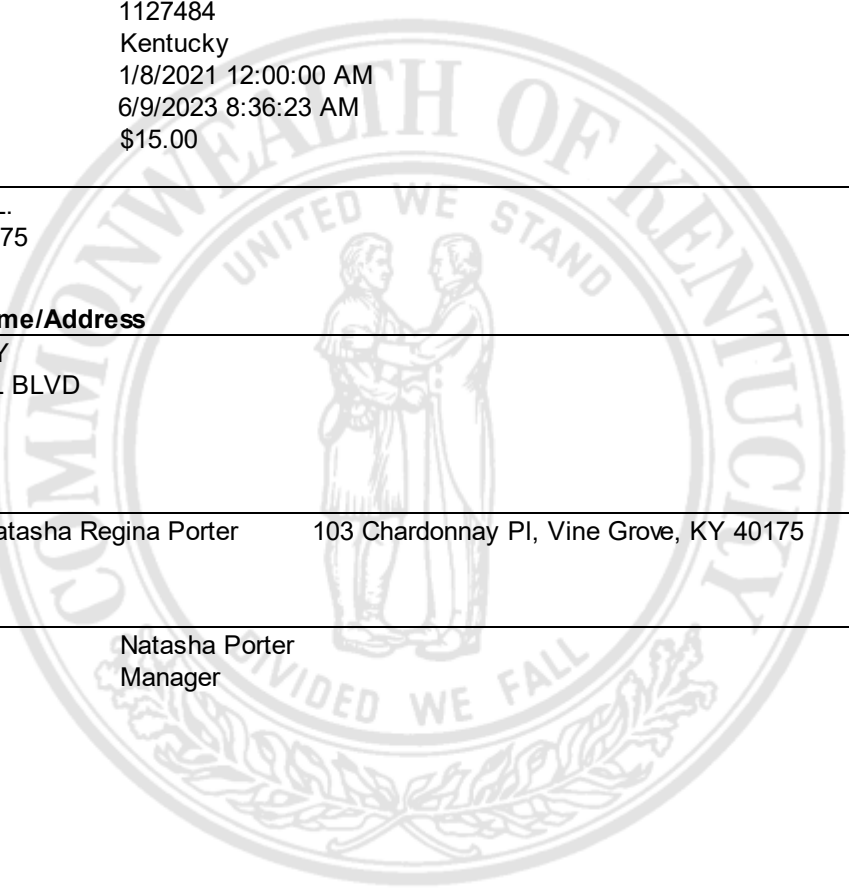 1127484
Kentucky
1/8/2021 12:00:00 AM
6/9/2023 8:36:23 AM
$15.00
L.
75
me/Address
Y
L BLVD
atasha Regina Porter 103 Chardonnay Pl, Vine Grove, KY 40175
Natasha Porter
Manager
COMMONWEALTH OF KENTUCKY
UNITED WE STAND
DIVIDED WE FALL